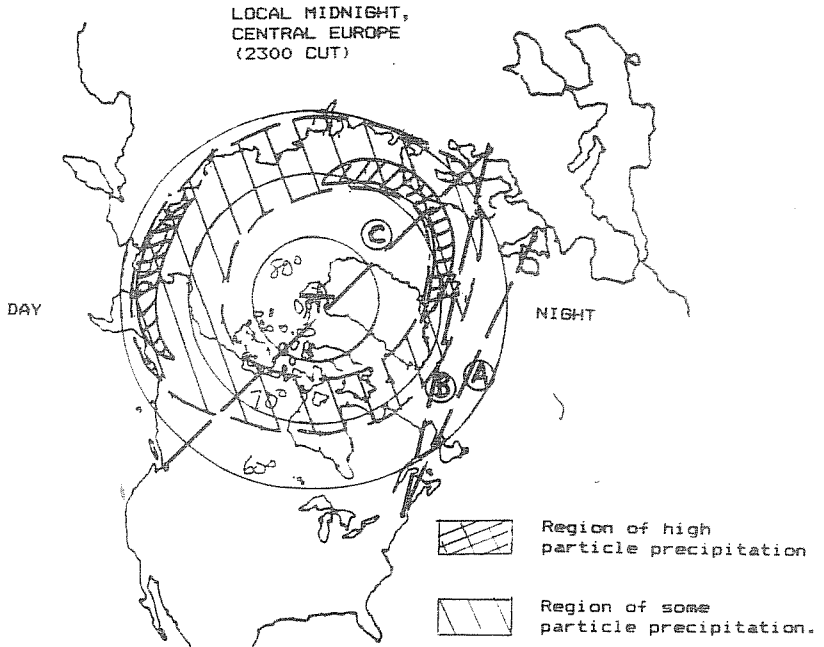 LOCAL MIDNIGHT,
CENTRAL EUROPE
(2300 CUT)
C
80°
DAY
NIGHT
B
A
70°
60°
Region of high
particle precipitation
Region of some
particle precipitation.